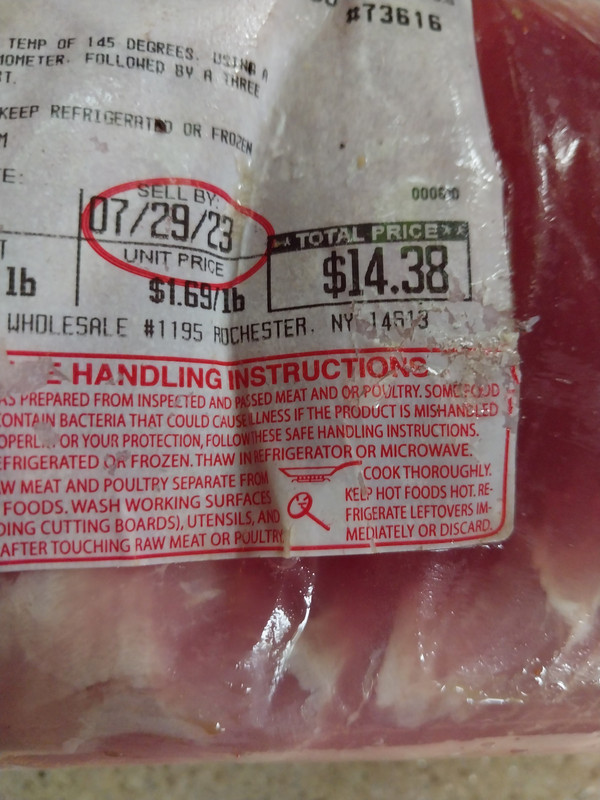 #73616
TEMP OF 145 DEGREES. USING A
FOLLOWED BY A THREE
KEEP REFRIGERATED OR FROZEN
E:
SELL BY:
07/29/23
TOTAL PRICE
UNIT PRICE
$14.38
lb
$1.69/lb
WHOLESALE #1195 ROCHESTER, NY 14613
E HANDLING INSTRUCTIONS
AS PREPARED FROM INSPECTED AND PASSED MEAT AND OR POULTRY. SOME FOOD
CONTAIN BACTERIA THAT COULD CAUSE ILLNESS IF THE PRODUCT IS MISHANDLED
OR YOUR PROTECTION, FOLLOW THESE SAFE HANDLING INSTRUCTIONS.
EFRIGERATED OR FROZEN. THAW IN REFRIGERATOR OR MICROWAVE.
AW MEAT AND POULTRY SEPARATE FROM
FOODS. WASH WORKING SURFACES
DING CUTTING BOARDS), UTENSILS, AND
AFTER TOUCHING RAW MEAT OR POULTRY
COOK THOROUGHLY.
KEEP HOT FOODS HOT. RE-
FRIGERATE LEFTOVERS IM-
MEDIATELY OR DISCARD.